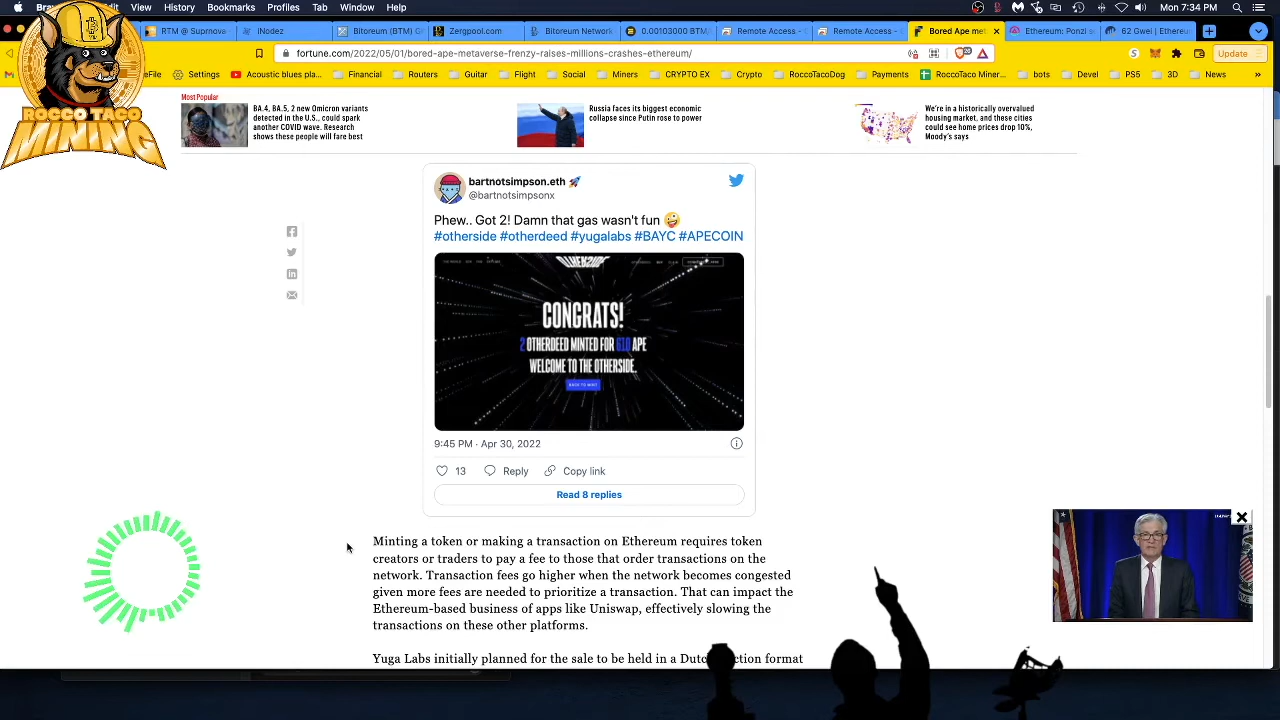 History
Bookmarks
Profiles
Tab
Window
Help
Mon 7:34 PM
RTM @ Suprnova
Bitoreum (BTM)
Zergpool.com
Bitoreum Network
0.00103000 BTM/
Remote Access -
Remote Access -
Bored Ape met
Ethereum: Ponzi s
62 Gwei | Ethereum
fortune.com/2022/05/01/bored-ape-metaverse-frenzy-raises-millions-crashes-ethereum/
Update
Settings
Acoustic blues pla...
Financial
Routers
Guitar
Flight
Social
Miners
CRYPTO EX
Crypto
RoccoTacoDog
Payments
RoccoTaco Miner...
bots
Devel
PS5
3D
News
»
ROCCO TACO
MINING
Most Popular
BA.4, BA.5, 2 new Omicron variants
detected in the U.S., could spark
another COVID wave. Research
shows these people will fare best
Russia faces its biggest economic
collapse since Putin rose to power
We're in a historically overvalued
housing market, and these cities
could see home prices drop 10%,
Moody's says
bartnotsimpson.eth 🚀
@bartnotsimpsonx
Phew.. Got 2! Damn that gas wasn't fun 🤪
#otherside #otherdeed #yugalabs #BAYC #APECOIN
CONGRATS!
2 OTHERDEED MINTED FOR 610 APE
WELCOME TO THE OTHERSIDE.
9:45 PM · Apr 30, 2022
13
Reply
Copy link
Read 8 replies
Minting a token or making a transaction on Ethereum requires token
creators or traders to pay a fee to those that order transactions on the
network. Transaction fees go higher when the network becomes congested
given more fees are needed to prioritize a transaction. That can impact the
Ethereum-based business of apps like Uniswap, effectively slowing the
transactions on these other platforms.
Yuga Labs initially planned for the sale to be held in a Dutch format